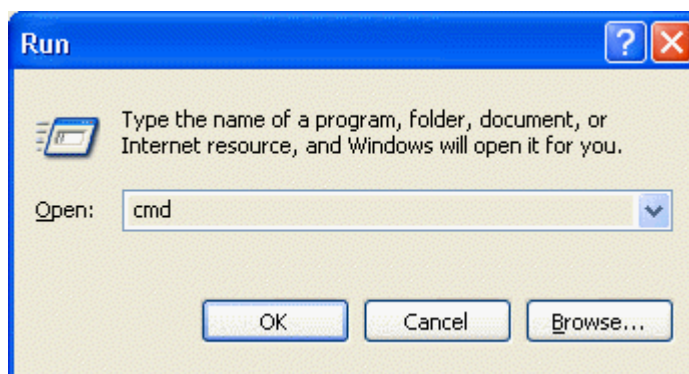 Run
Type the name of a program, folder, document, or
Internet resource, and Windows will open it for you.
Open: cmd
OK Cancel Browse...